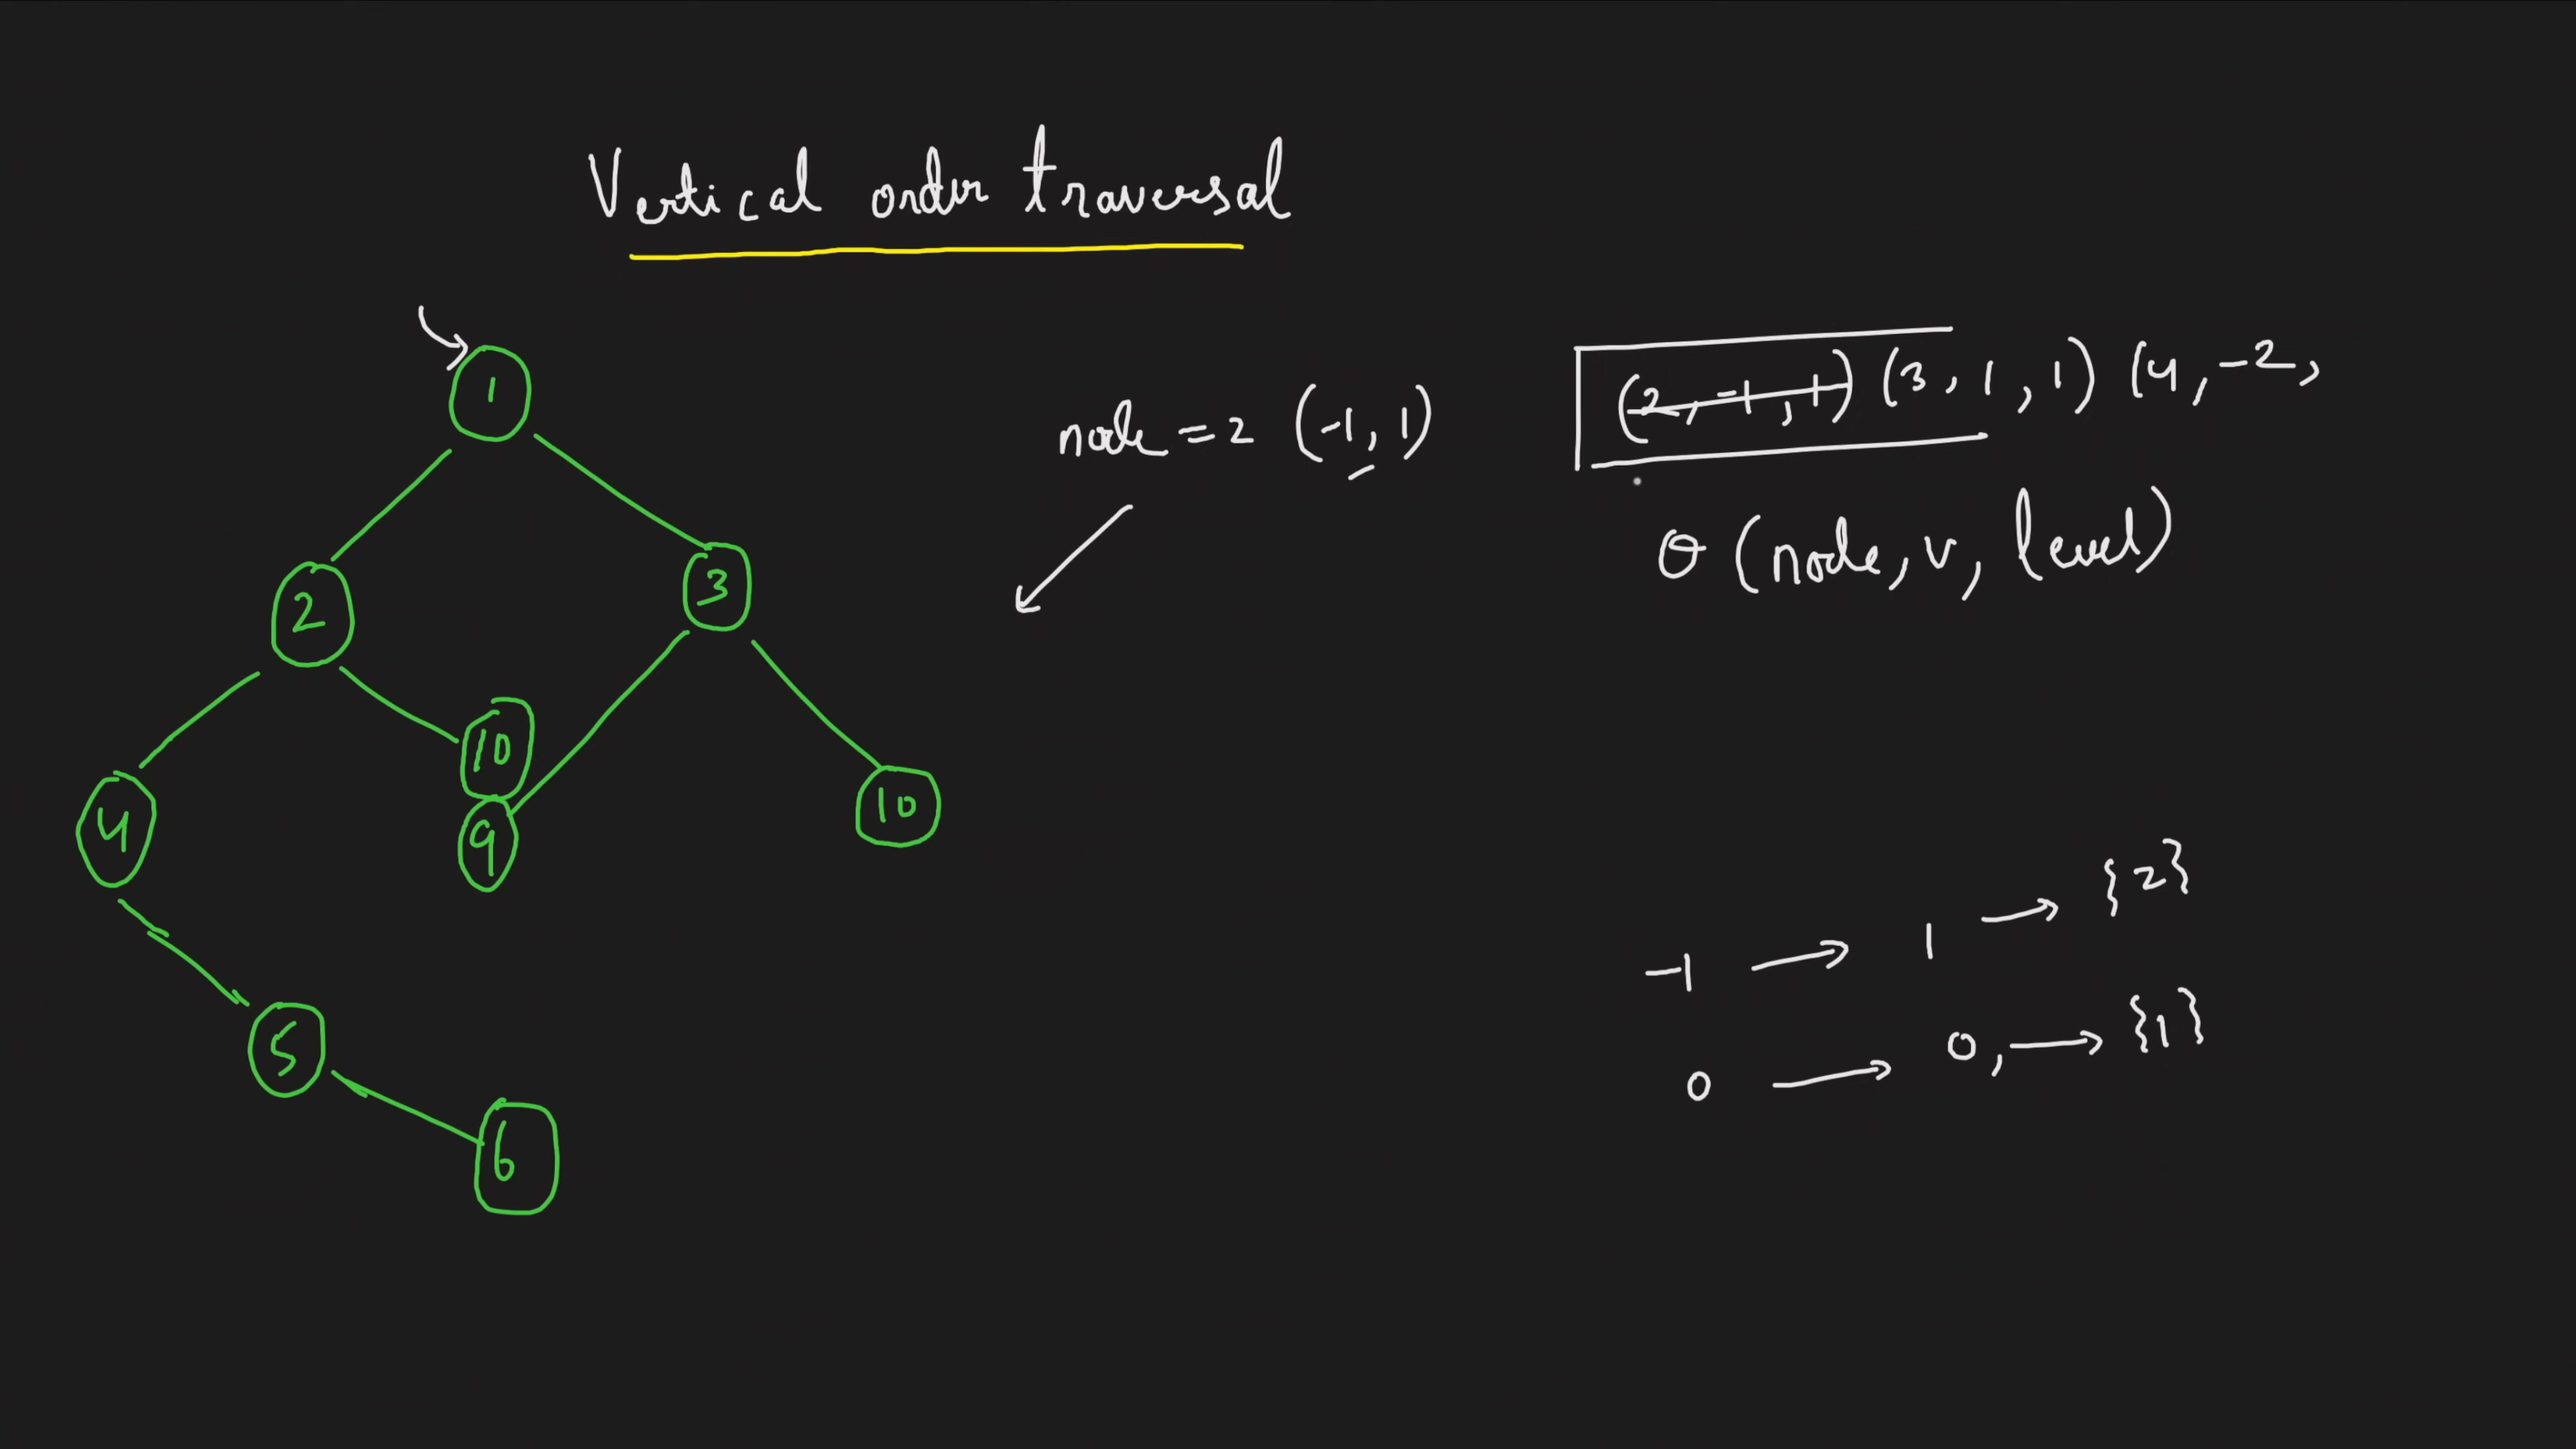 Vertical order traversal
1
2
3
4
10
9
10
5
6
node = 2 (-1, 1)
(2, -1, 1) (3, 1, 1) (4, -2,
(node, v, level)
-1 → 1 → {2}
0 → 0, → {1}